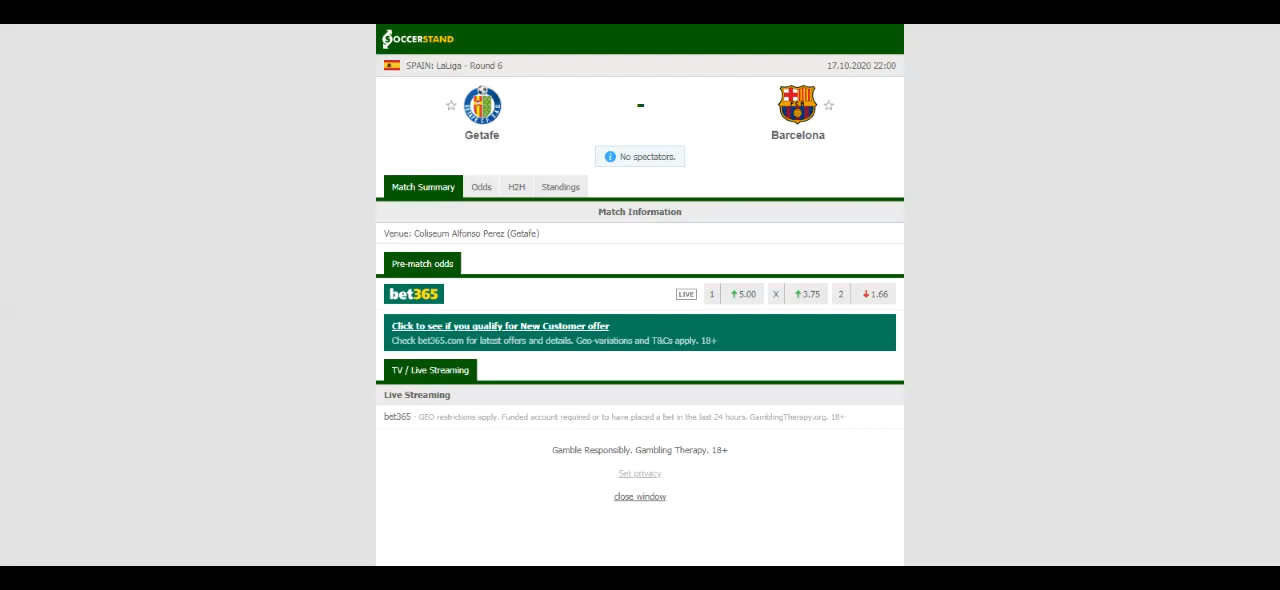 SOCCERSTAND
SPAIN: LaLiga - Round 6 17.10.2020 22:00
FCB
-
Getafe Barcelona
No spectators.
Match Summary Odds H2H Standings
Match Information
Venue: Coliseum Alfonso Perez (Getafe)
Pre-match odds
bet365 LIVE 1 5.00 X 3.75 2 1.66
Click to see if you qualify for New Customer offer
Check bet365.com for latest offers and details. Geo-variations and T&Cs apply. 18+
TV / Live Streaming
Live Streaming
bet365 - GEO restrictions apply. Funded account required or to have placed a bet in the last 24 hours. GamblingTherapy.org. 18+
Gamble Responsibly. Gambling Therapy. 18+
Set privacy
close window